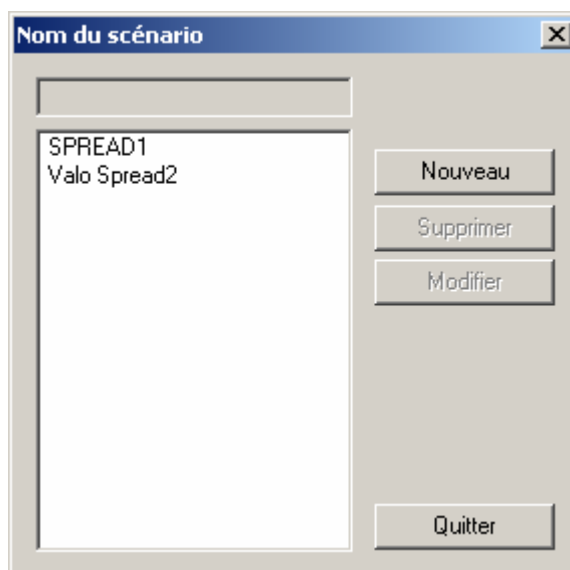 Nom du scénario
SPREAD1
Valo Spread2
Nouveau
Supprimer
Modifier
Quitter